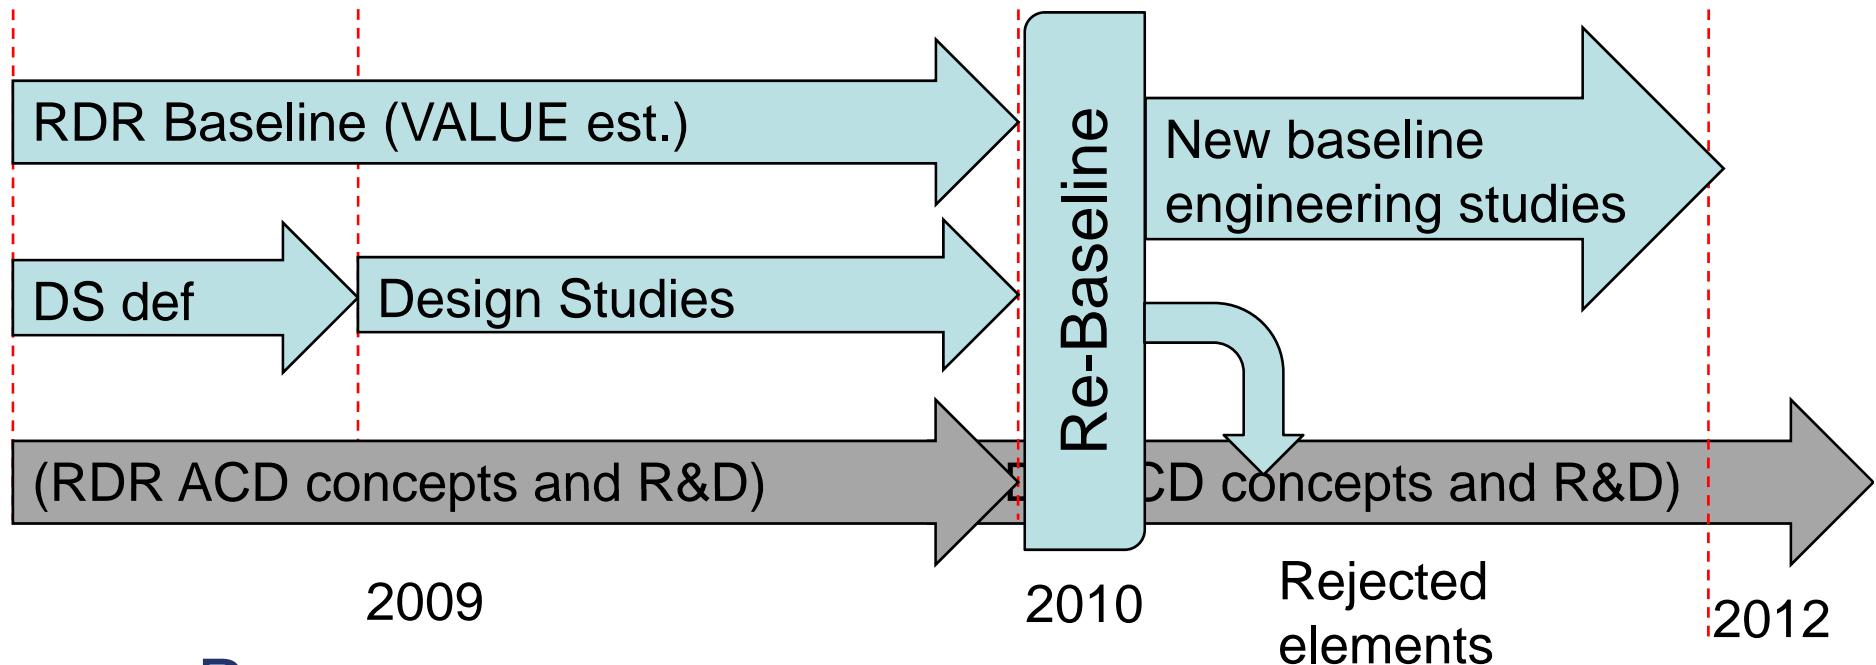 RDR Baseline (VALUE est.)
New baseline
engineering studies
Re-Baseline
DS def
Design Studies
(RDR ACD concepts and R&D)
CD concepts and R&D)
2009
2010
Rejected
elements
2012